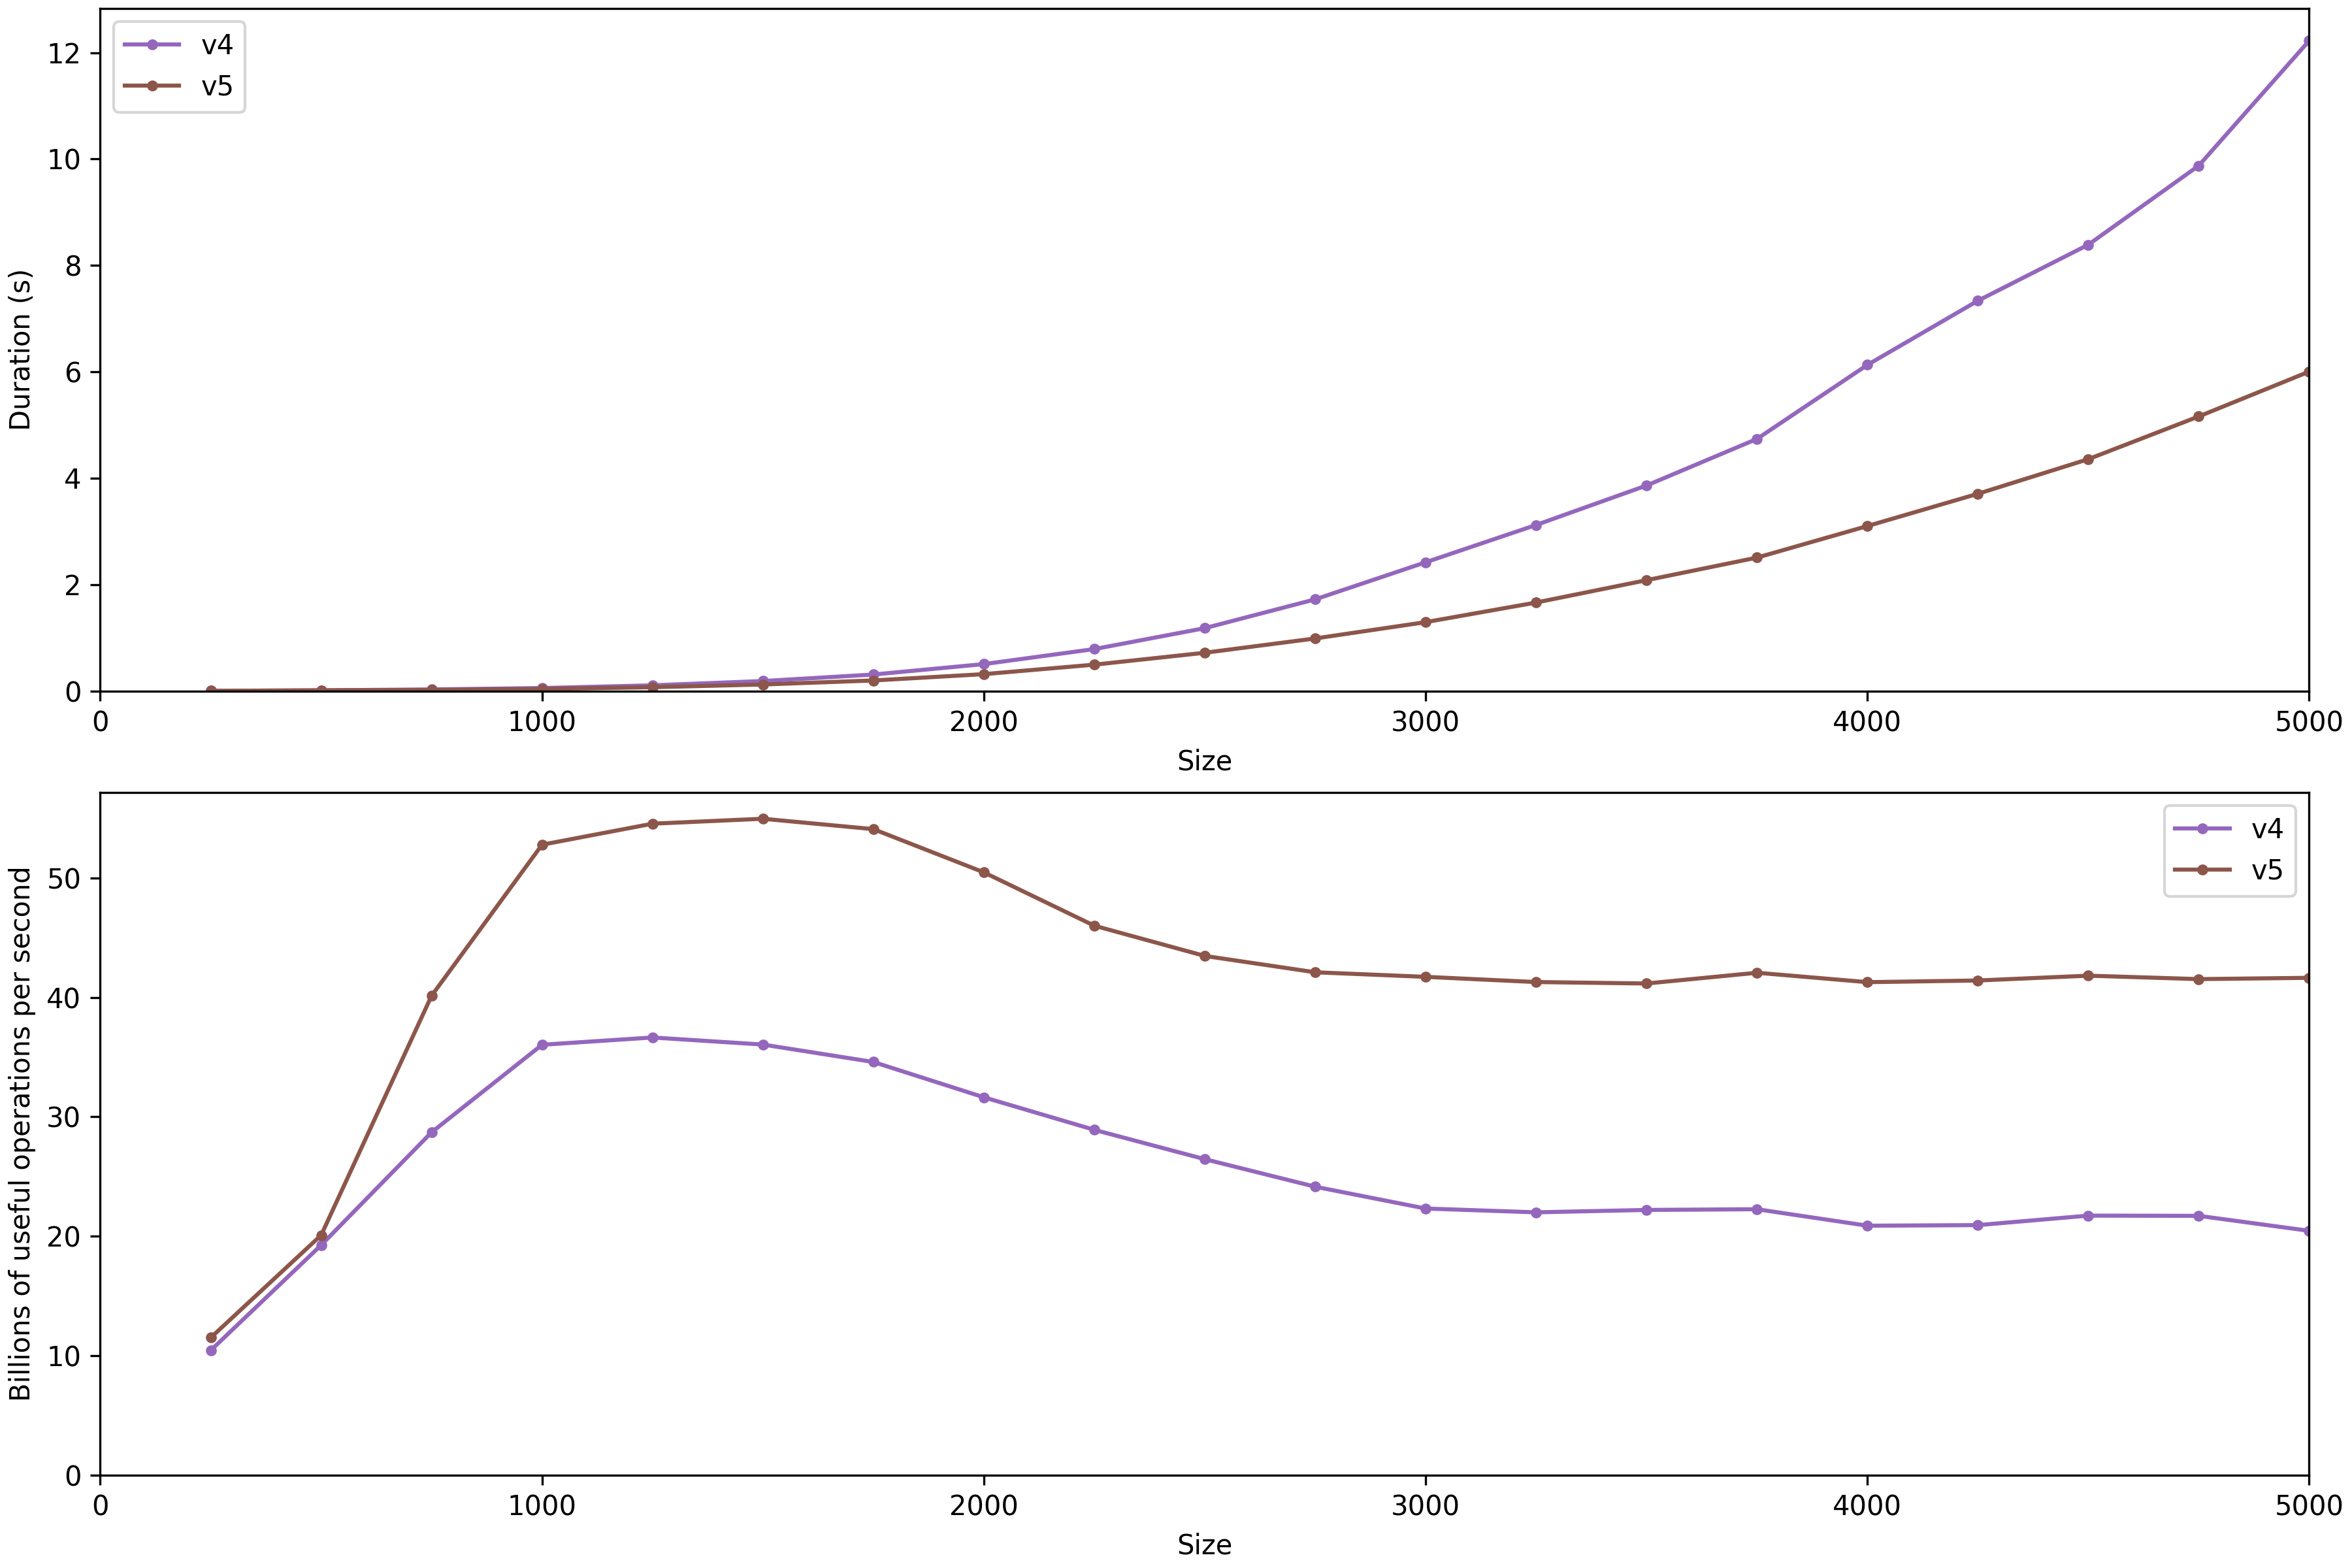 v4
v5
12
10
8
6
4
2
0
Duration (s)
0 1000 2000 3000 4000 5000
Size
v4
v5
50
40
30
20
10
0
Billions of useful operations per second
0 1000 2000 3000 4000 5000
Size